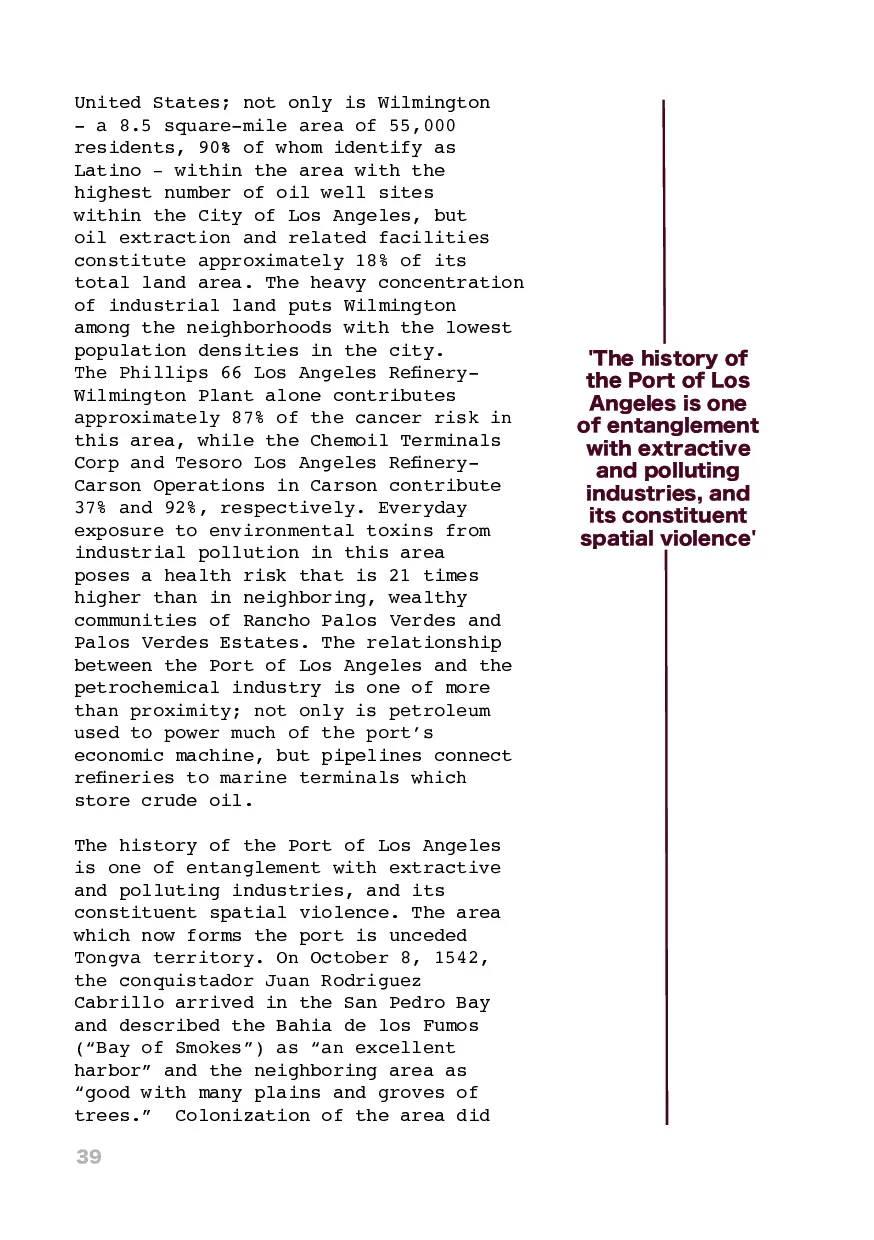 United States; not only is Wilmington
– a 8.5 square-mile area of 55,000
residents, 90% of whom identify as
Latino – within the area with the
highest number of oil well sites
within the City of Los Angeles, but
oil extraction and related facilities
constitute approximately 18% of its
total land area. The heavy concentration
of industrial land puts Wilmington
among the neighborhoods with the lowest
population densities in the city.
The Phillips 66 Los Angeles Refinery-
Wilmington Plant alone contributes
approximately 87% of the cancer risk in
this area, while the Chemoil Terminals
Corp and Tesoro Los Angeles Refinery-
Carson Operations in Carson contribute
37% and 92%, respectively. Everyday
exposure to environmental toxins from
industrial pollution in this area
poses a health risk that is 21 times
higher than in neighboring, wealthy
communities of Rancho Palos Verdes and
Palos Verdes Estates. The relationship
between the Port of Los Angeles and the
petrochemical industry is one of more
than proximity; not only is petroleum
used to power much of the port’s
economic machine, but pipelines connect
refineries to marine terminals which
store crude oil.

The history of the Port of Los Angeles
is one of entanglement with extractive
and polluting industries, and its
constituent spatial violence. The area
which now forms the port is unceded
Tongva territory. On October 8, 1542,
the conquistador Juan Rodriguez
Cabrillo arrived in the San Pedro Bay
and described the Bahia de los Fumos
(“Bay of Smokes”) as “an excellent
harbor” and the neighboring area as
“good with many plains and groves of
trees.”  Colonization of the area did

'The history of
the Port of Los
Angeles is one
of entanglement
with extractive
and polluting
industries, and
its constituent
spatial violence'

39